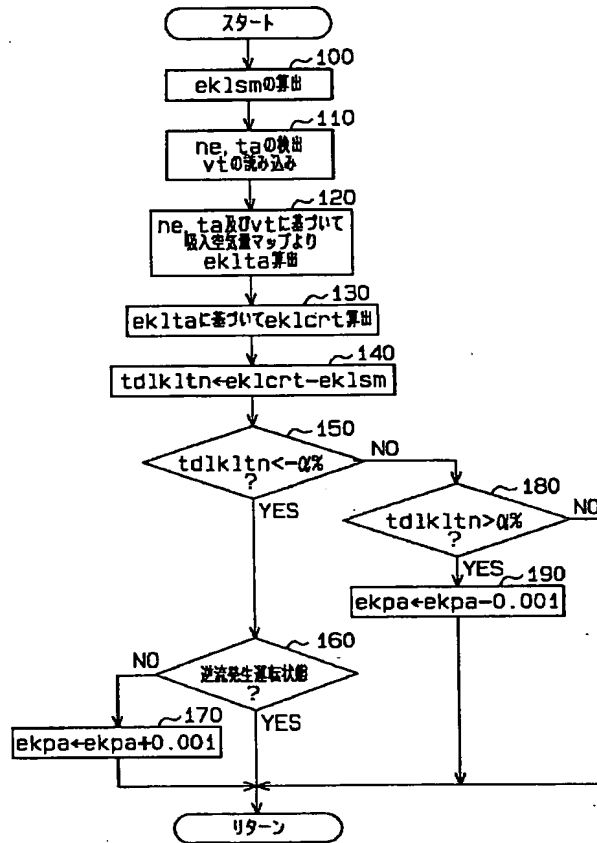 スタート
100
eklsmの算出
110
ne, taの検出
vtの読み込み
120
ne, ta及びvtに基づいて
吸入空気量マップより
eklta算出
130
ekltaに基づいてeklcrt算出
140
tdlkltn←eklcrt−eklsm
150
tdlkltn<−α%
?
NO
YES
180
tdlkltn>α%
?
NO
YES
190
ekpa←ekpa−0.001
160
逆流発生運転状態
?
NO
YES
170
ekpa←ekpa+0.001
リターン